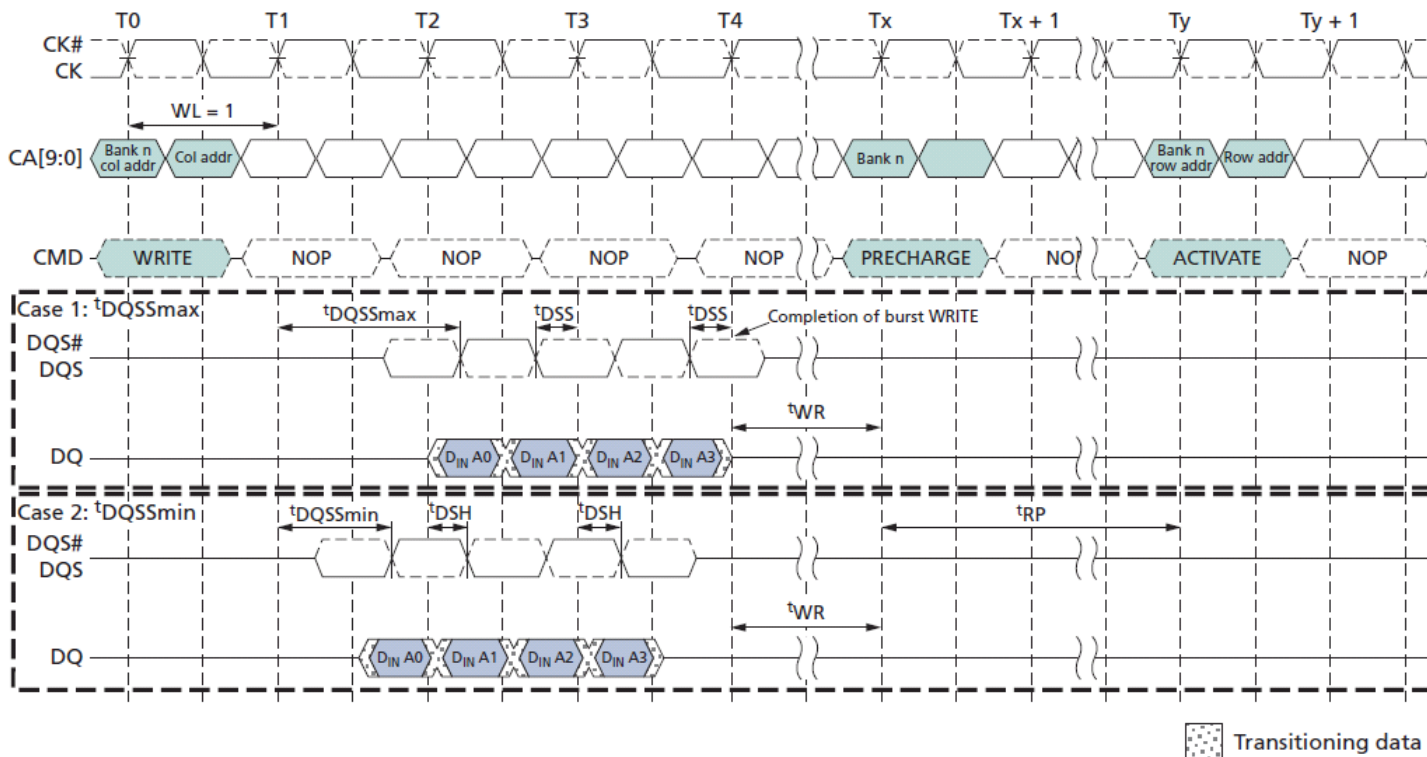 T0 T1 T2 T3 T4 Tx Tx + 1 Ty Ty + 1
CK#
CK
WL = 1
CA[9:0] Bank n col addr Col addr Bank n Bank n row addr Row addr
CMD WRITE NOP NOP NOP NOP PRECHARGE NOP ACTIVATE NOP
Case 1: tDQSSmax tDQSSmax tDSS tDSS Completion of burst WRITE
DQS#
DQS
tWR
DQ DIN A0 DIN A1 DIN A2 DIN A3
Case 2: tDQSSmin tDQSSmin tDSH tDSH tRP
DQS#
DQS
tWR
DQ DIN A0 DIN A1 DIN A2 DIN A3
Transitioning data